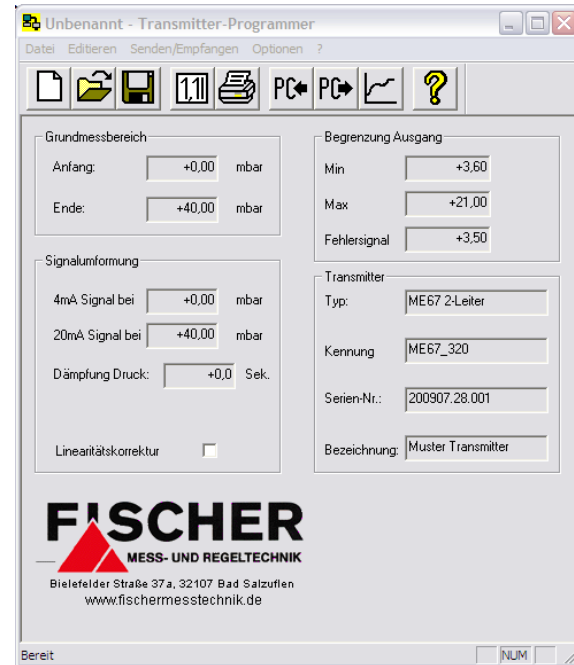 Unbenannt - Transmitter-Programmer
Datei Editieren Senden/Empfangen Optionen ?
1,1 PC PC ?
Grundmessbereich
Anfang: +0,00 mbar
Ende: +40,00 mbar
Signalumformung
4mA Signal bei +0,00 mbar
20mA Signal bei +40,00 mbar
Dämpfung Druck: +0,0 Sek.
Linearitätskorrektur
Begrenzung Ausgang
Min +3,60
Max +21,00
Fehlersignal +3,50
Transmitter
Typ: ME67 2-Leiter
Kennung ME67_320
Serien-Nr.: 200907.28.001
Bezeichnung: Muster Transmitter
FISCHER
MESS- UND REGELTECHNIK
Bielefelder Straße 37a, 32107 Bad Salzuflen
www.fischermesstechnik.de
Bereit NUM